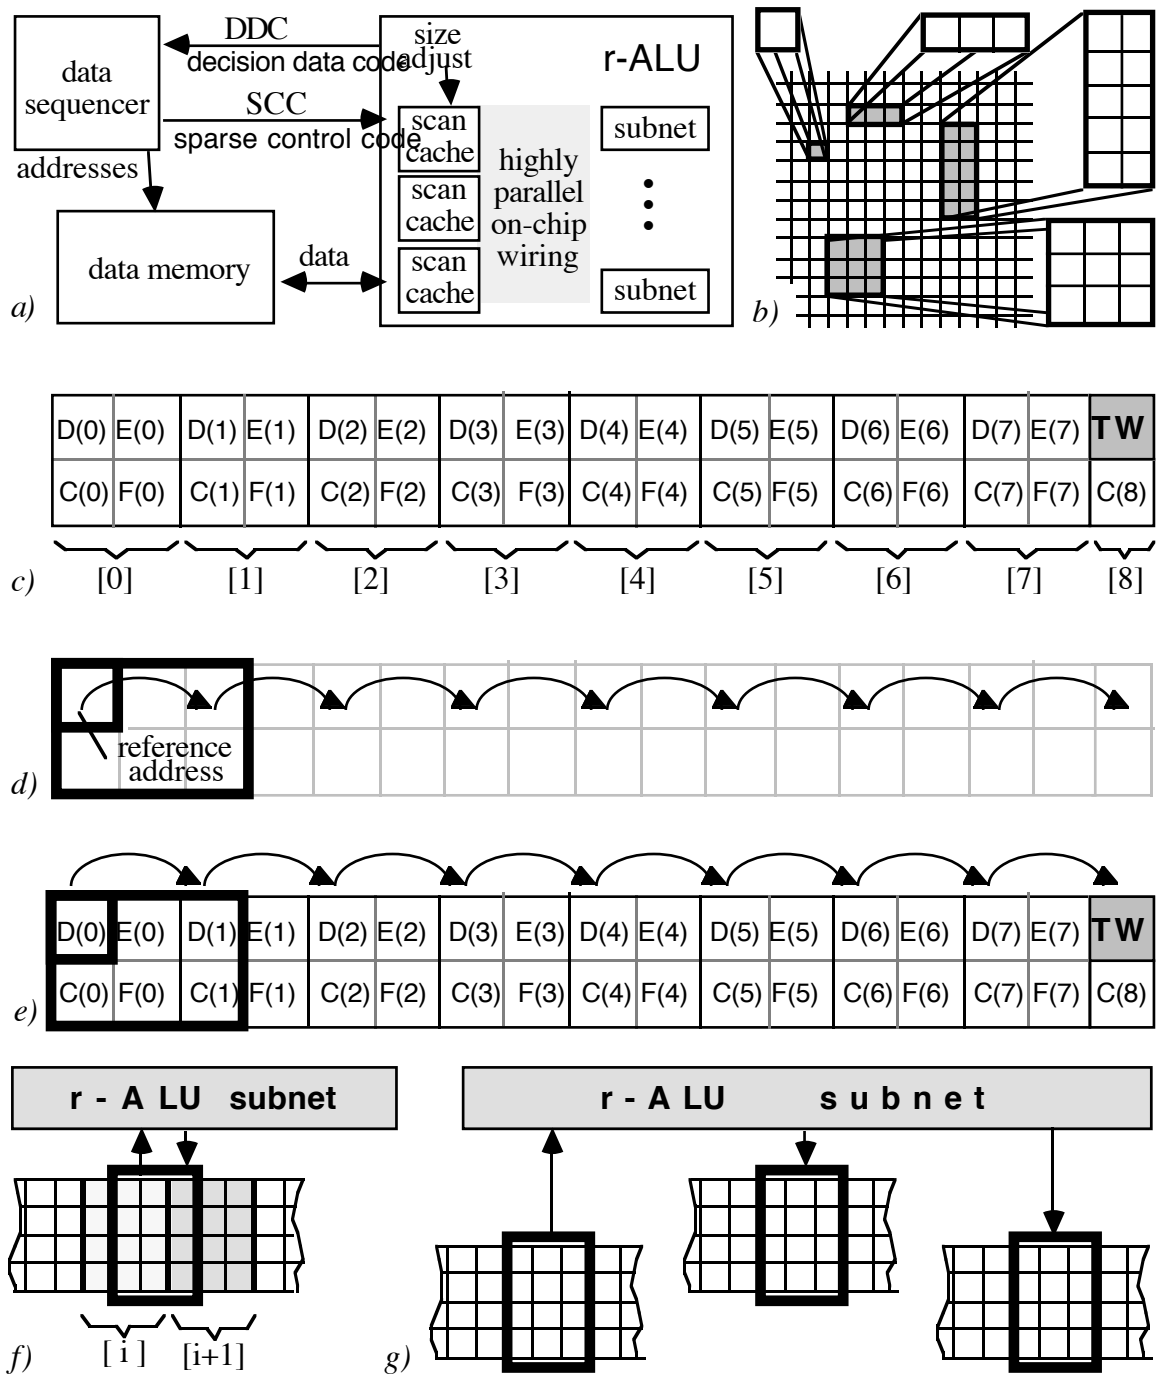 DDC
decision data code
size
adjust
r-ALU
data
sequencer
SCC
sparse control code
scan
cache
subnet
addresses
highly
parallel
on-chip
wiring
scan
cache
data memory
data
scan
cache
subnet
a)
b)
D(0) E(0) D(1) E(1) D(2) E(2) D(3) E(3) D(4) E(4) D(5) E(5) D(6) E(6) D(7) E(7) TW
C(0) F(0) C(1) F(1) C(2) F(2) C(3) F(3) C(4) F(4) C(5) F(5) C(6) F(6) C(7) F(7) C(8)
c) [0] [1] [2] [3] [4] [5] [6] [7] [8]
reference
address
d)
D(0) E(0) D(1) E(1) D(2) E(2) D(3) E(3) D(4) E(4) D(5) E(5) D(6) E(6) D(7) E(7) TW
C(0) F(0) C(1) F(1) C(2) F(2) C(3) F(3) C(4) F(4) C(5) F(5) C(6) F(6) C(7) F(7) C(8)
e)
r - A LU subnet
f) [ i ] [i+1]
r - A LU s u b n e t
g)